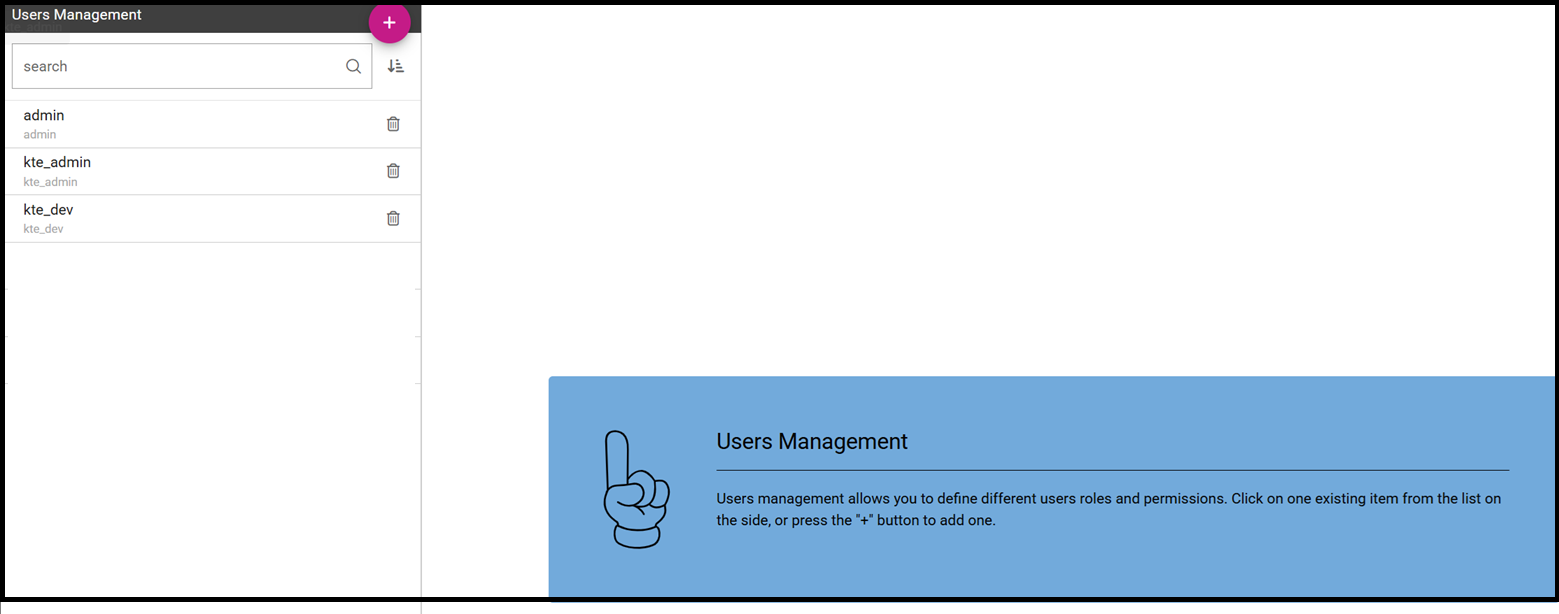 Users Management
+
search
admin
admin
kte_admin
kte_admin
kte_dev
kte_dev
Users Management
Users management allows you to define different users roles and permissions. Click on one existing item from the list on
the side, or press the "+" button to add one.